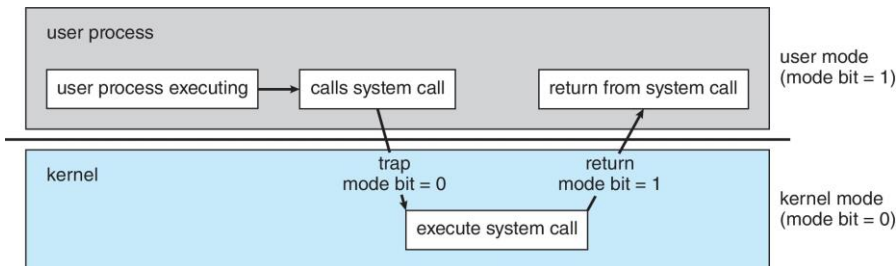 user process
user process executing
calls system call
return from system call
user mode
(mode bit = 1)
kernel
trap
mode bit = 0
return
mode bit = 1
execute system call
kernel mode
(mode bit = 0)